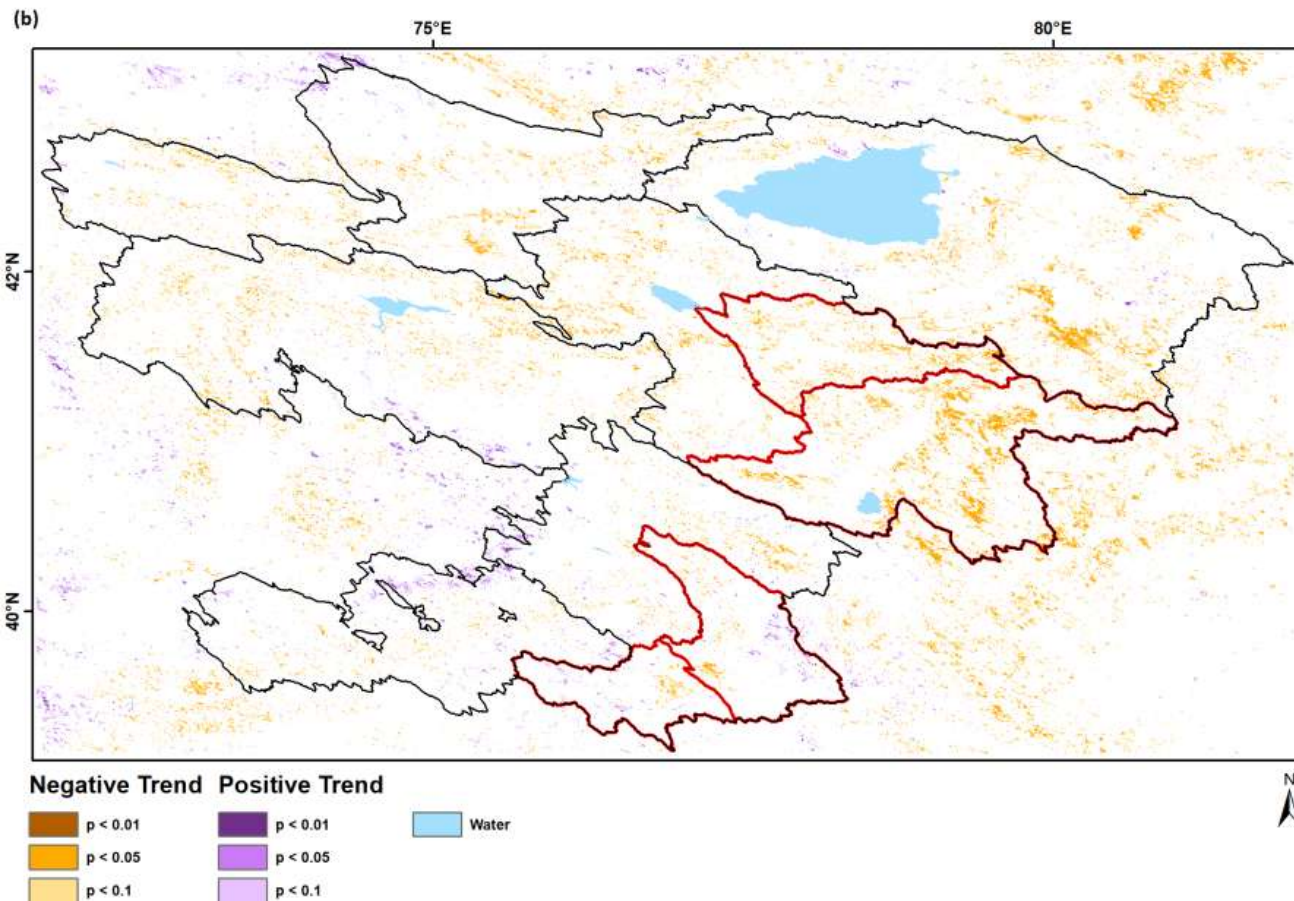 (b)
75°E 80°E
42°N
40°N
Negative Trend Positive Trend
p < 0.01 p < 0.01 Water
p < 0.05 p < 0.05
p < 0.1 p < 0.1
N